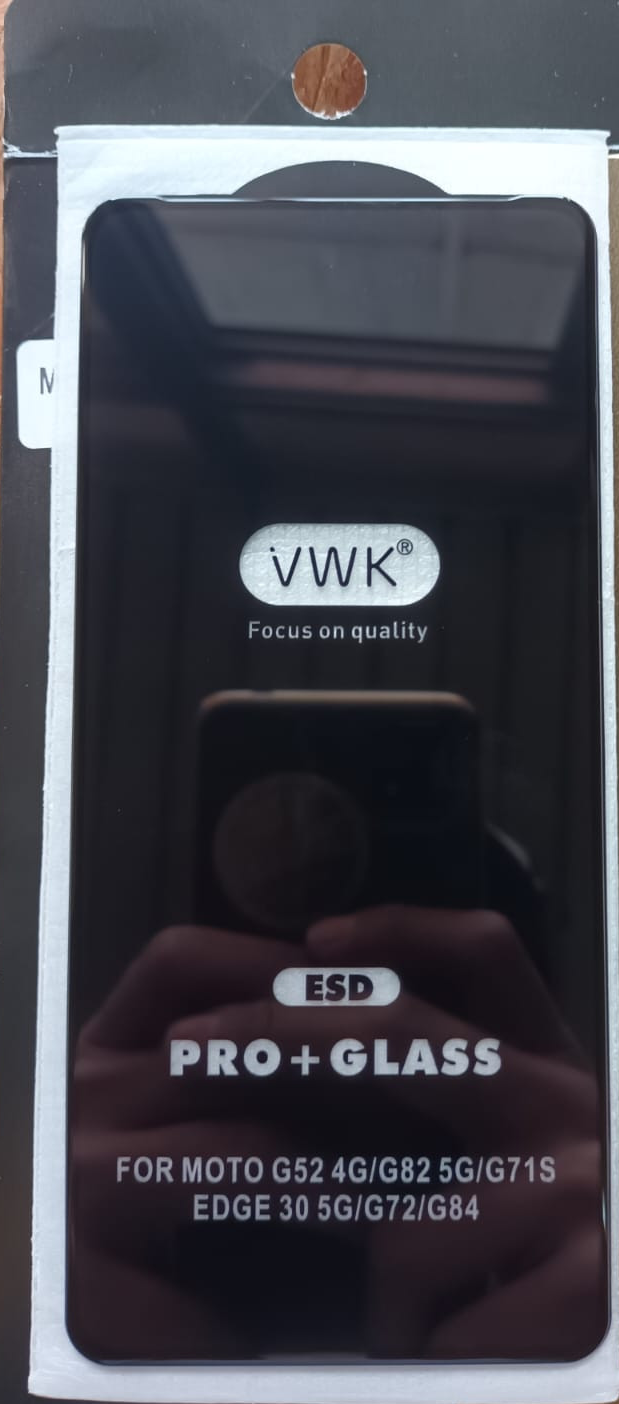 M
VWK®
Focus on quality
ESD
PRO+GLASS
FOR MOTO G52 4G/G82 5G/G71S
EDGE 30 5G/G72/G84